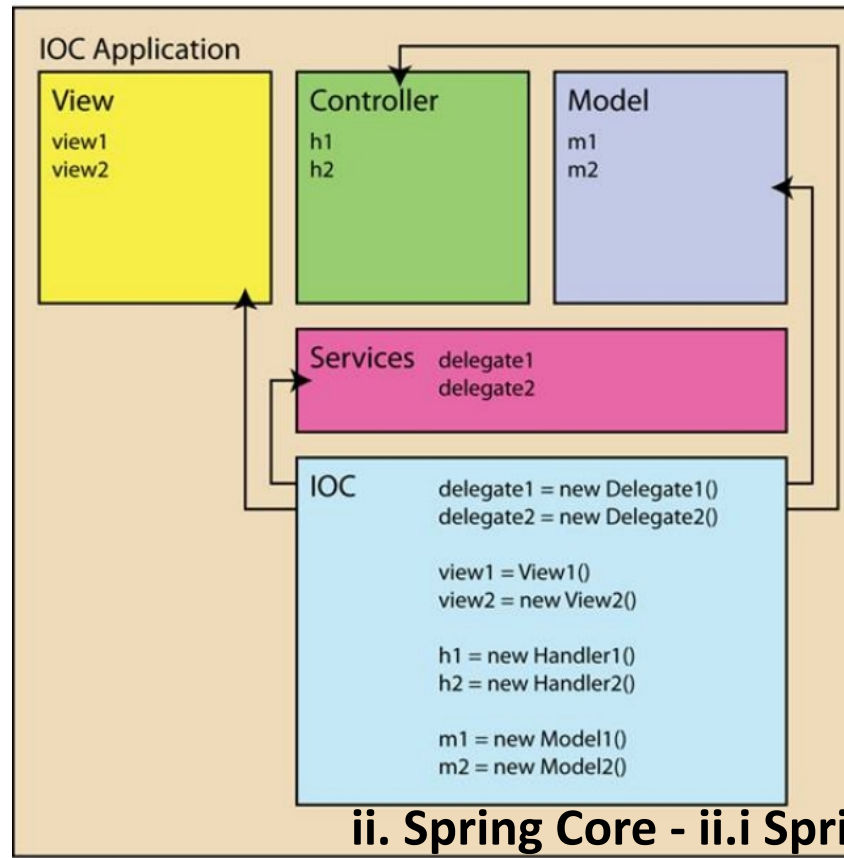 IOC Application
View
view1
view2
Controller
h1
h2
Model
m1
m2
Services delegate1
delegate2
IOC delegate1 = new Delegate1()
delegate2 = new Delegate2()
view1 = View1()
view2 = new View2()
h1 = new Handler1()
h2 = new Handler2()
m1 = new Model1()
m2 = new Model2()
ii. Spring Core - ii.i Spri